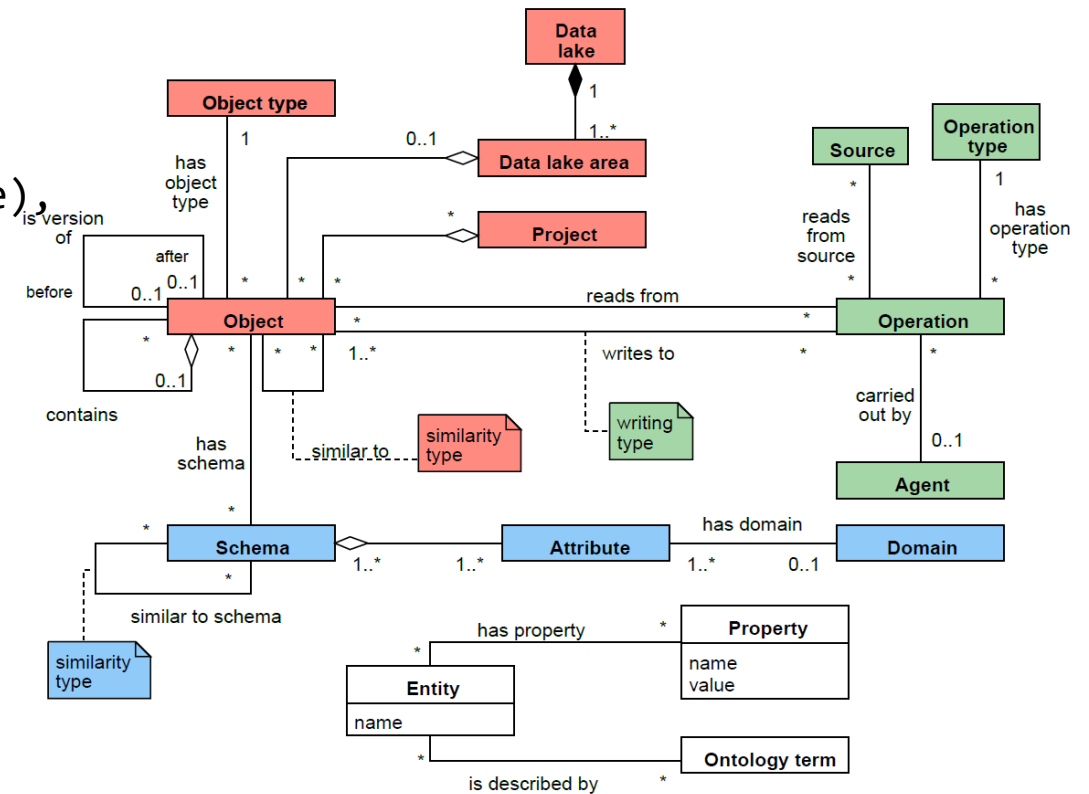 Data
lake
1
1..*
Object type
1
has
object
type
0..1
Data lake area
*
Project
Source
*
reads
from
source
*
Operation
type
1
has
operation
type
*
e),
is version
of
after
0..1
before
0..1
*
*
*
Object
reads from
*
Operation
*
1..*
writes to
*
*
*
*
*
*
0..1
contains
has
schema
similar to
similarity
type
writing
type
carried
out by
0..1
Agent
*
*
Schema
1..*
1..*
Attribute
has domain
1..*
0..1
Domain
*
similar to schema
similarity
type
has property
*
*
Property
name
value
Entity
name
*
is described by
*
Ontology term